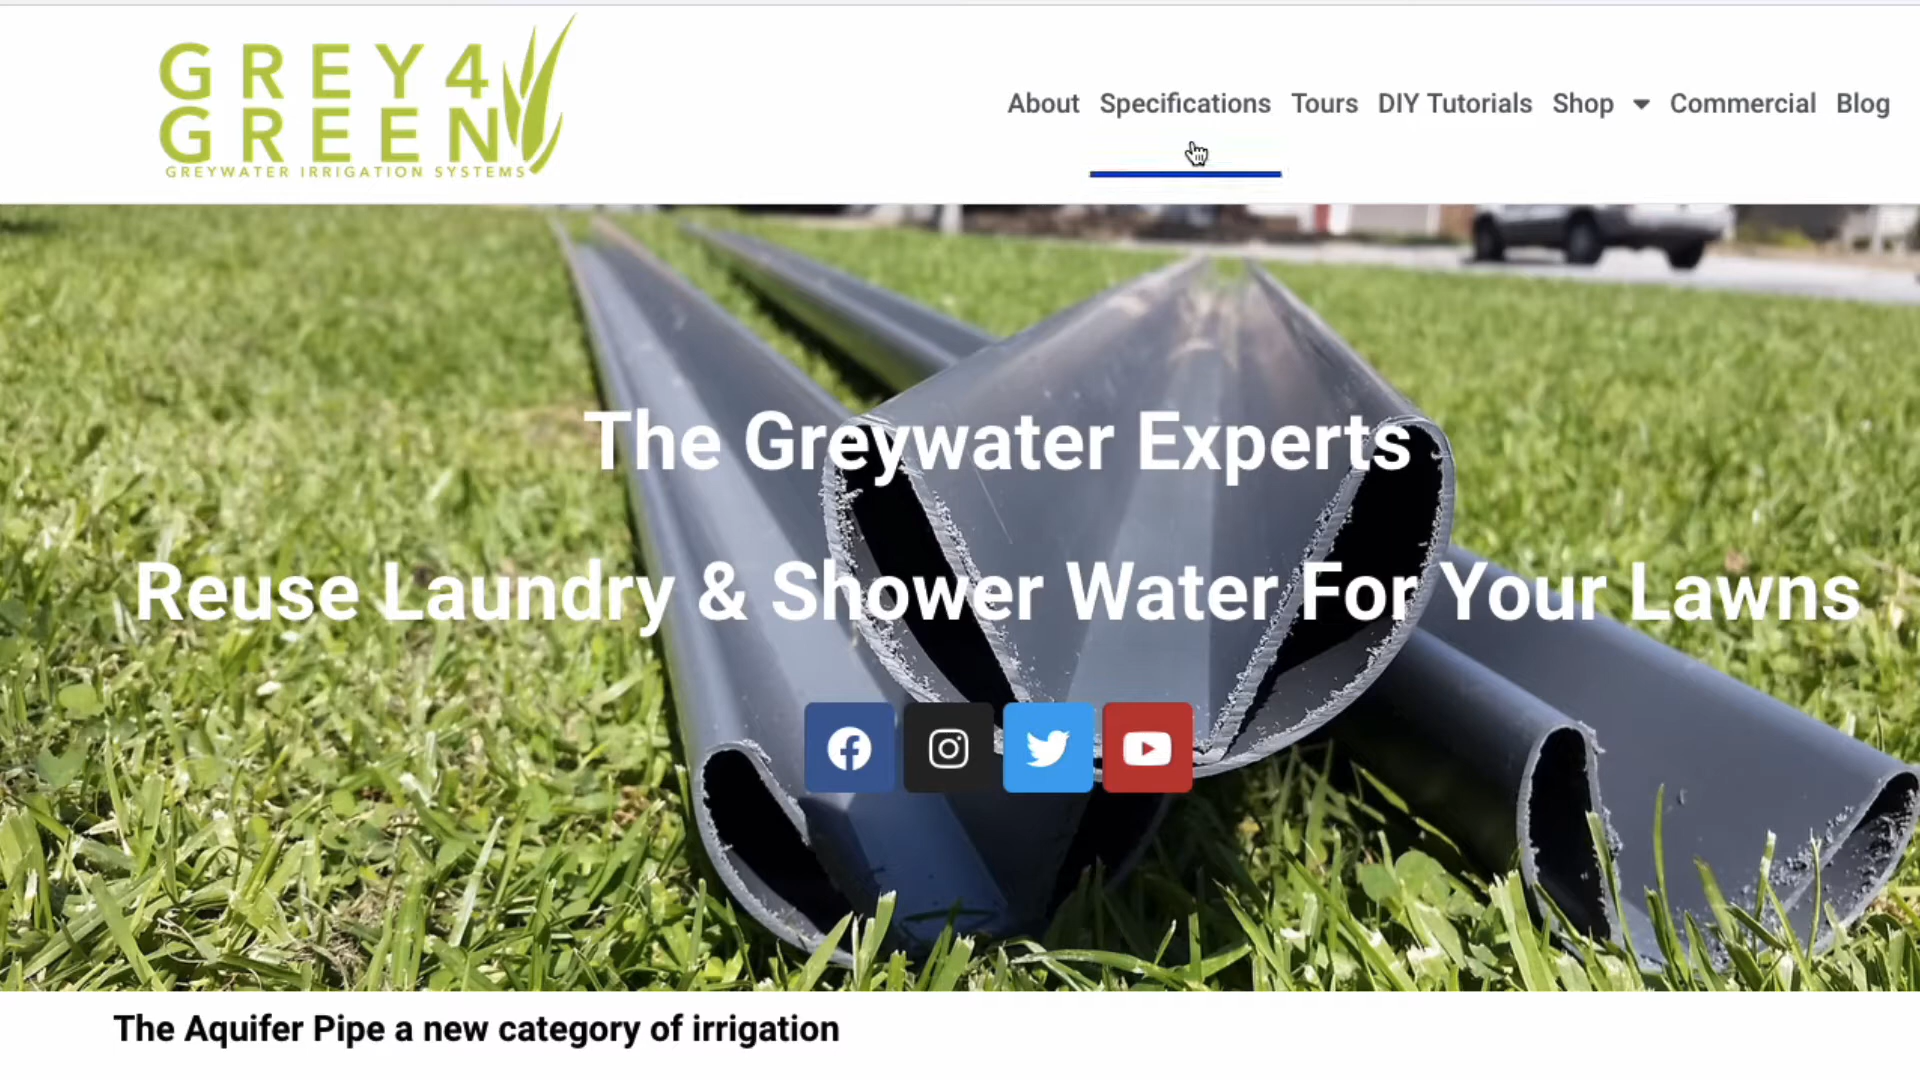 GREY4
GREEN
GREYWATER IRRIGATION SYSTEMS
About Specifications Tours DIY Tutorials Shop Commercial Blog
The Greywater Experts
Reuse Laundry & Shower Water For Your Lawns
The Aquifer Pipe a new category of irrigation